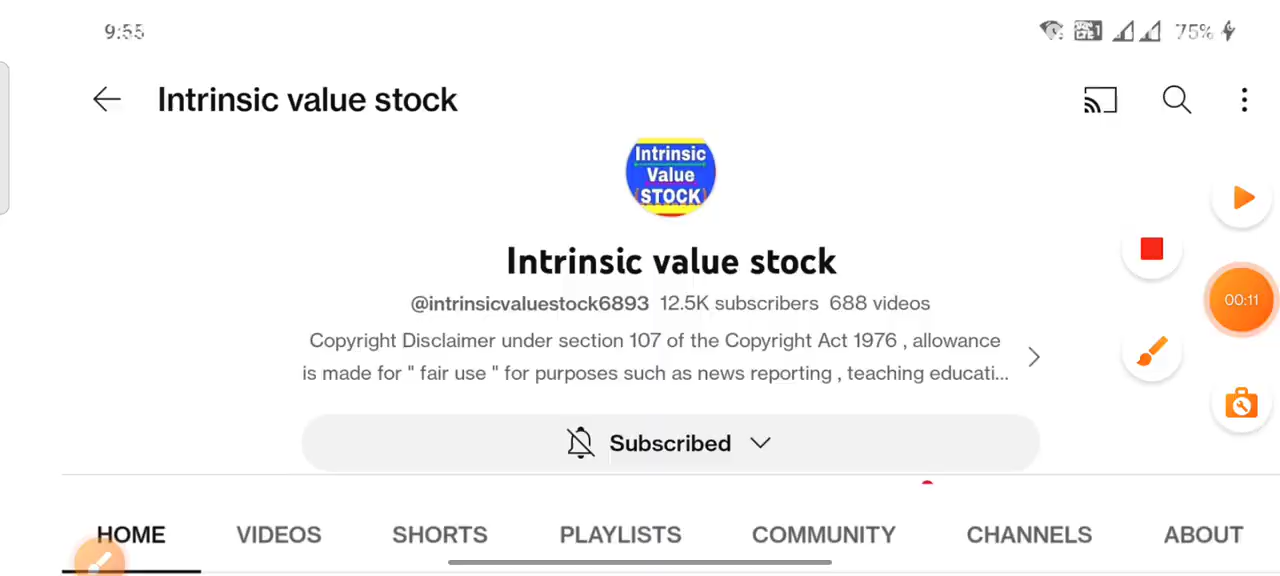 9:55
75%
Intrinsic value stock
Intrinsic
Value
STOCK
Intrinsic value stock
@intrinsicvaluestock6893 12.5K subscribers 688 videos
Copyright Disclaimer under section 107 of the Copyright Act 1976 , allowance
is made for " fair use " for purposes such as news reporting , teaching educati...
00:11
Subscribed
HOME VIDEOS SHORTS PLAYLISTS COMMUNITY CHANNELS ABOUT